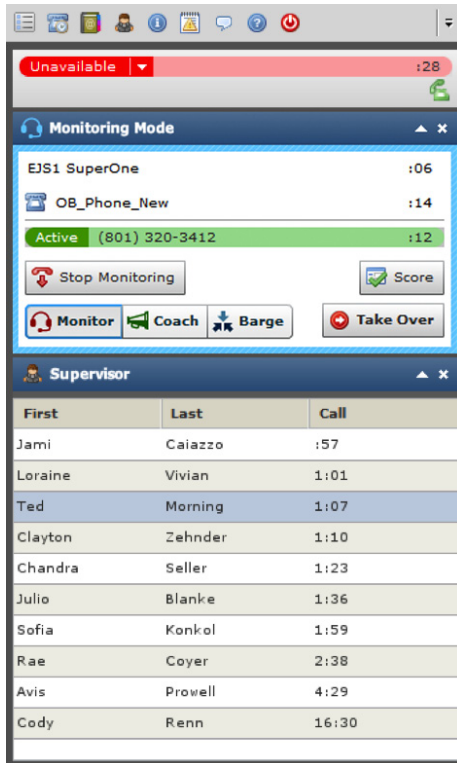 Unavailable :28
Monitoring Mode
EJS1 SuperOne :06
OB_Phone_New :14
Active (801) 320-3412 :12
Stop Monitoring Score
Monitor Coach Barge Take Over
Supervisor
First Last Call
Jami Caiazzo :57
Loraine Vivian 1:01
Ted Morning 1:07
Clayton Zehnder 1:10
Chandra Seller 1:23
Julio Blanke 1:36
Sofia Konkol 1:59
Rae Coyer 2:38
Avis Prowell 4:29
Cody Renn 16:30